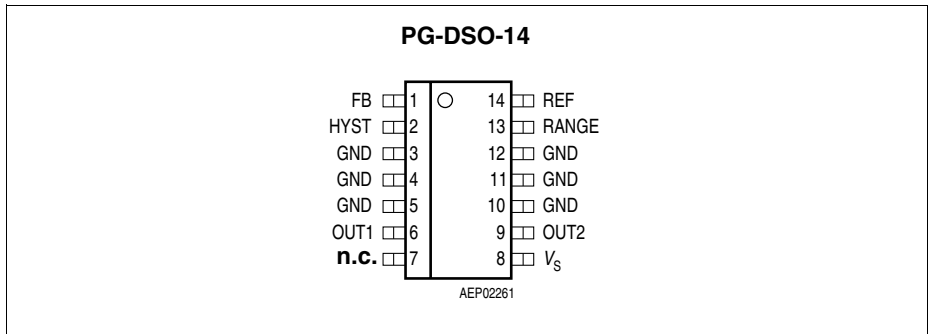 PG-DSO-14
FB 1 14 REF
HYST 2 13 RANGE
GND 3 12 GND
GND 4 11 GND
GND 5 10 GND
OUT1 6 9 OUT2
n.c. 7 8 VS
AEP02261